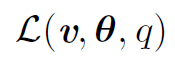 𝓛(𝒗, 𝜽, q)